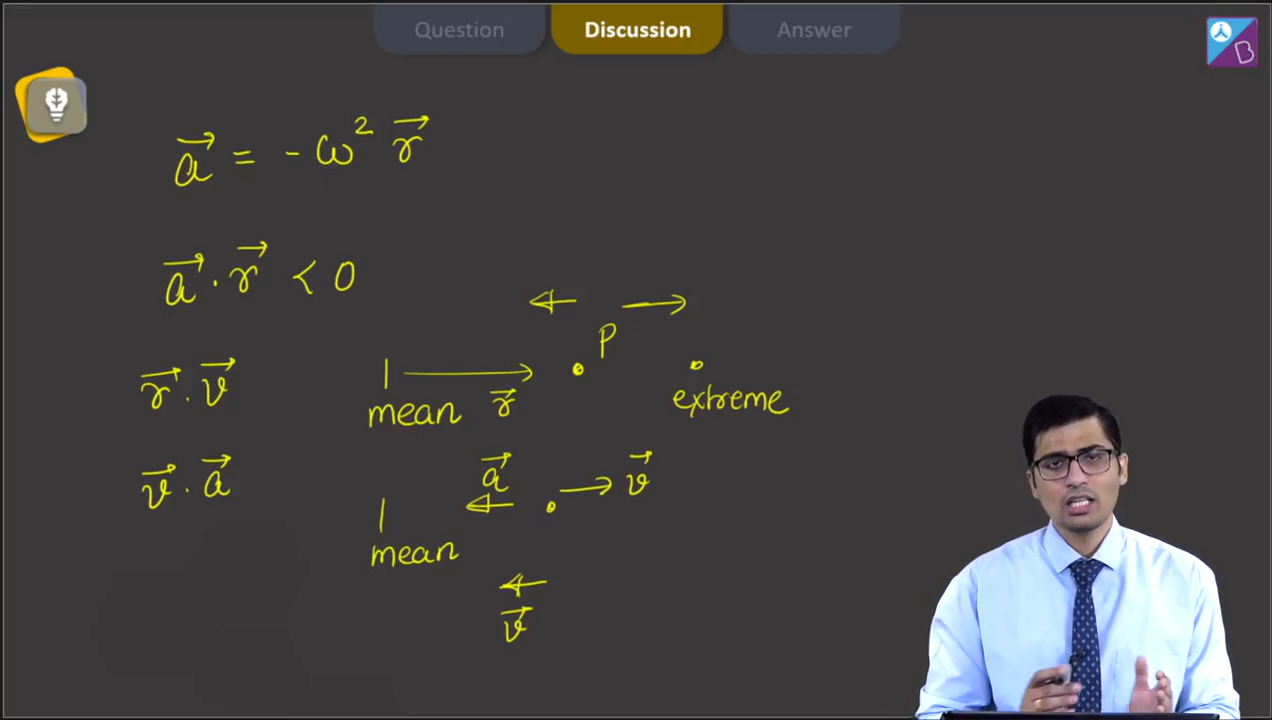 Question Discussion Answer
B
a⃗ = - ω² r⃗
a⃗ · r⃗ < 0
P
r⃗ · v⃗
mean r⃗ extreme
v⃗ · a⃗
a⃗ v⃗
mean
v⃗